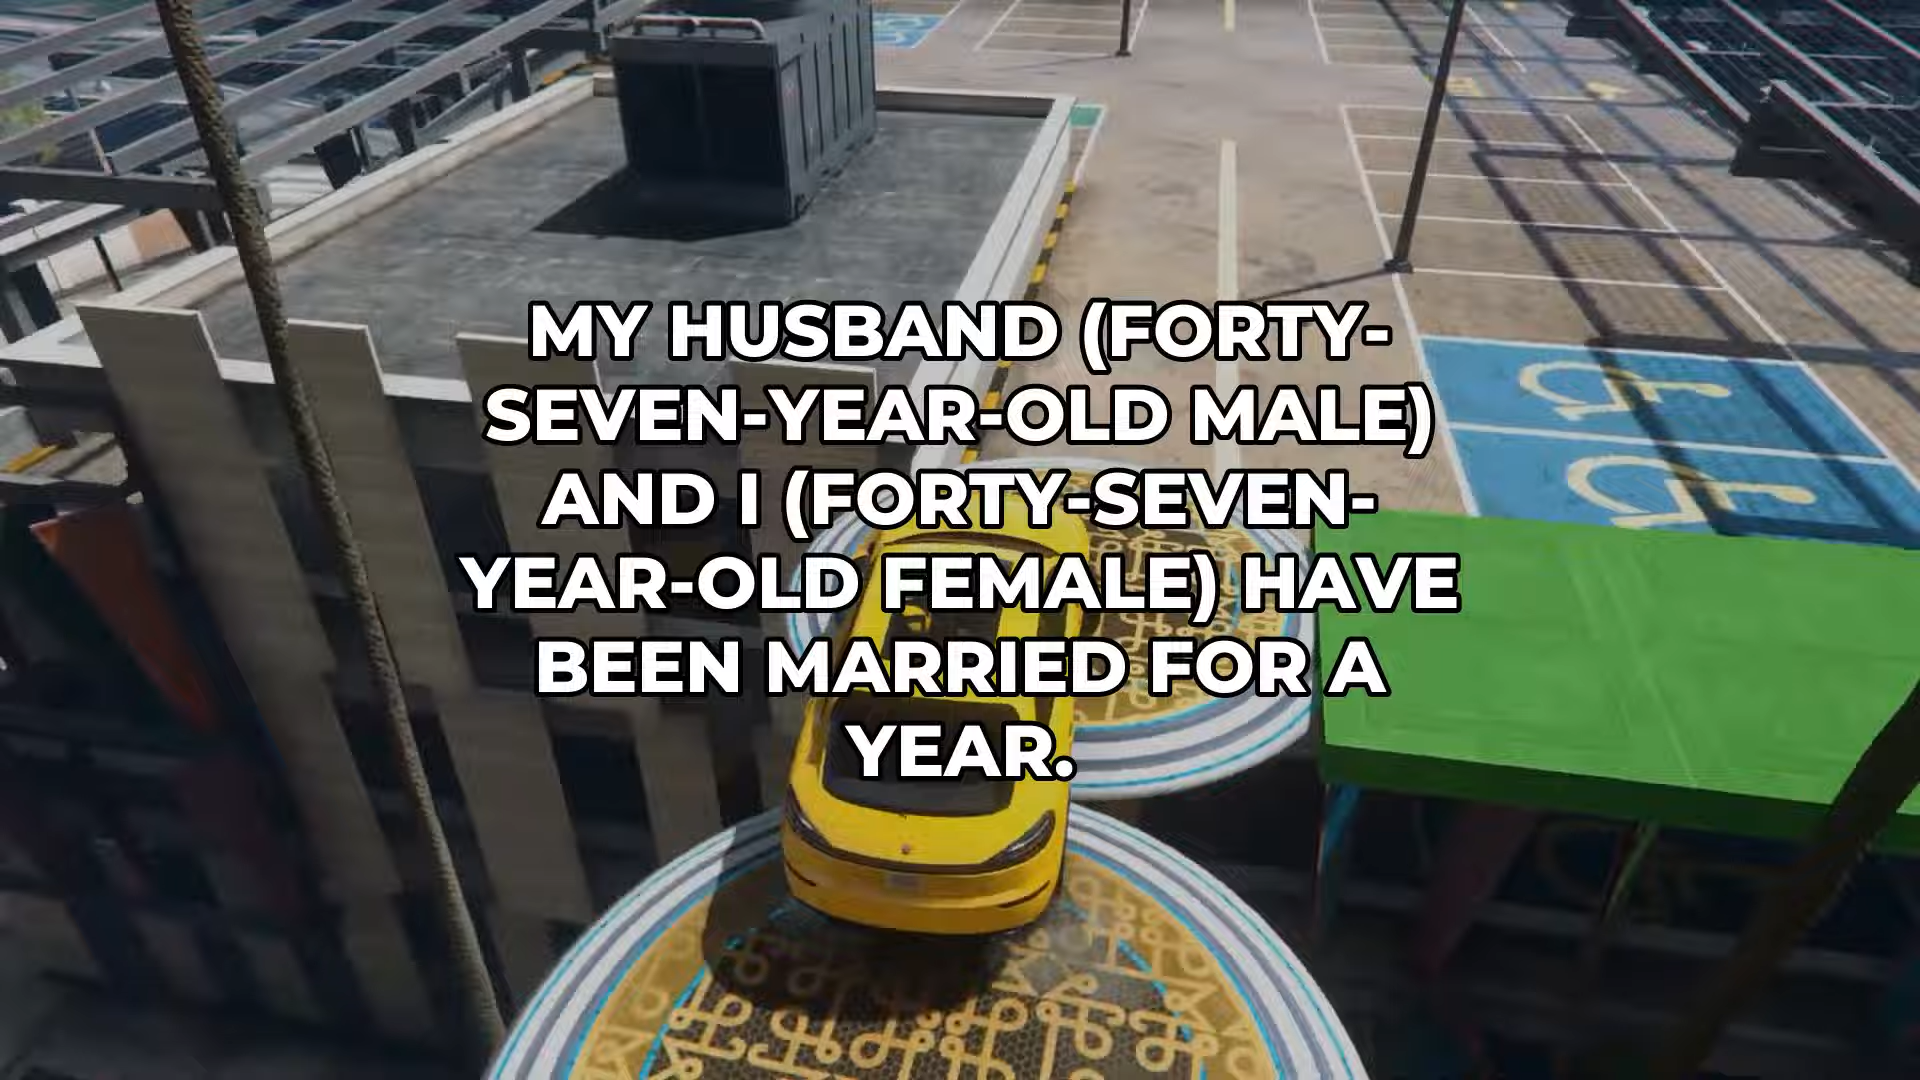 MY HUSBAND (FORTY-
SEVEN-YEAR-OLD MALE)
AND I (FORTY-SEVEN-
YEAR-OLD FEMALE) HAVE
BEEN MARRIED FOR A
YEAR.